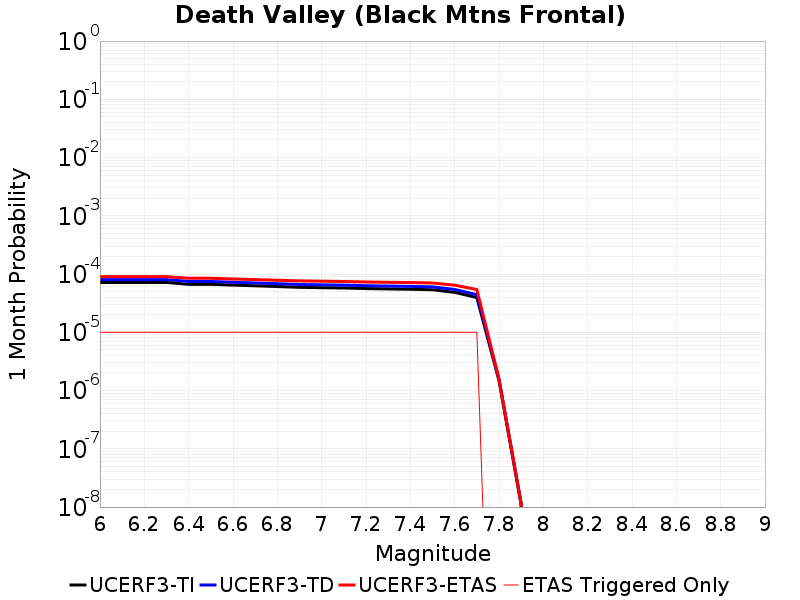 Death Valley (Black Mtns Frontal)
1 Month Probability
10^0
10^-1
10^-2
10^-3
10^-4
10^-5
10^-6
10^-7
10^-8
6 6.2 6.4 6.6 6.8 7 7.2 7.4 7.6 7.8 8 8.2 8.4 8.6 8.8 9
Magnitude
UCERF3-TI UCERF3-TD UCERF3-ETAS ETAS Triggered Only